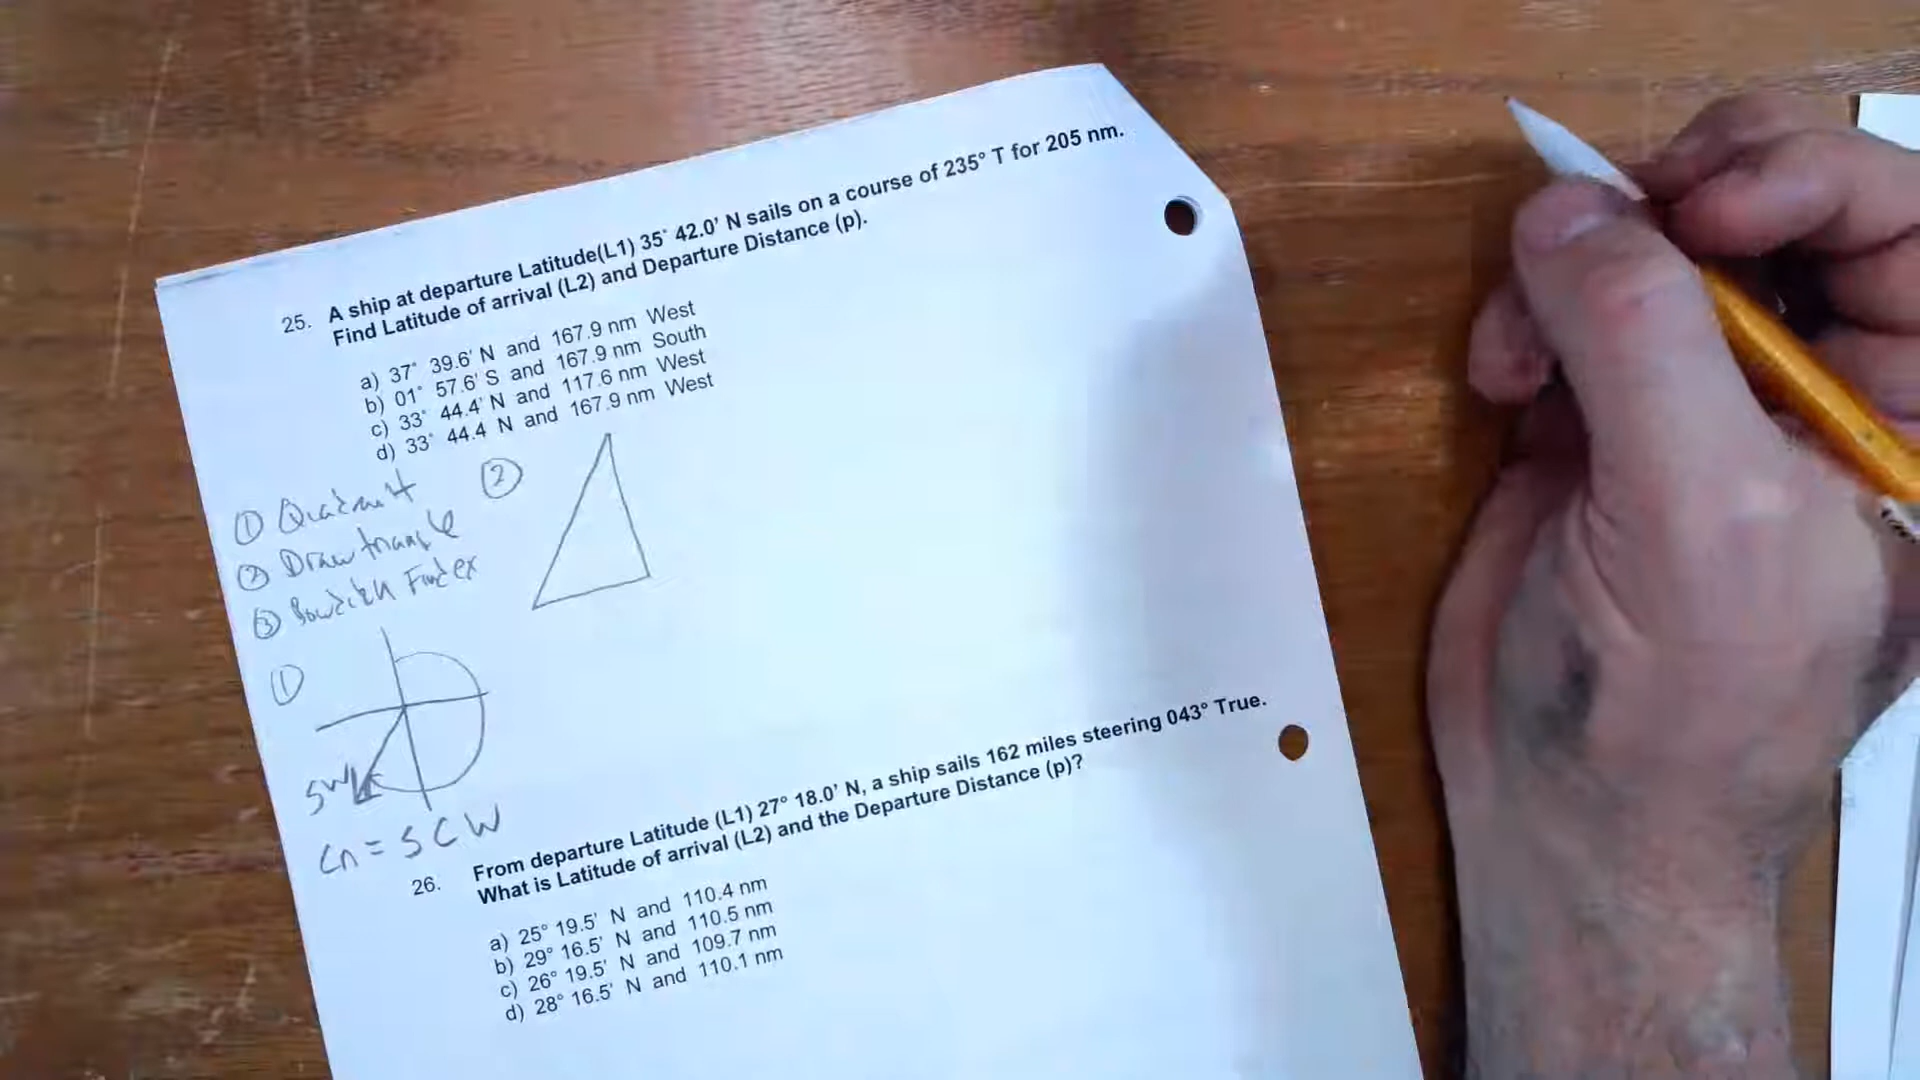 25. A ship at departure Latitude(L1) 35° 42.0' N sails on a course of 235° T for 205 nm.
Find Latitude of arrival (L2) and Departure Distance (p).
a) 37° 39.6' N and 167.9 nm West
b) 01° 57.6' S and 167.9 nm South
c) 33° 44.4' N and 117.6 nm West
d) 33° 44.4 N and 167.9 nm West
① Quadrant
② Draw triangle
③ Bowditch
②
①
SW
Cn = S C W
26. From departure Latitude (L1) 27° 18.0' N, a ship sails 162 miles steering 043° True.
What is Latitude of arrival (L2) and the Departure Distance (p)?
a) 25° 19.5' N and 110.4 nm
b) 29° 16.5' N and 110.5 nm
c) 26° 19.5' N and 109.7 nm
d) 28° 16.5' N and 110.1 nm